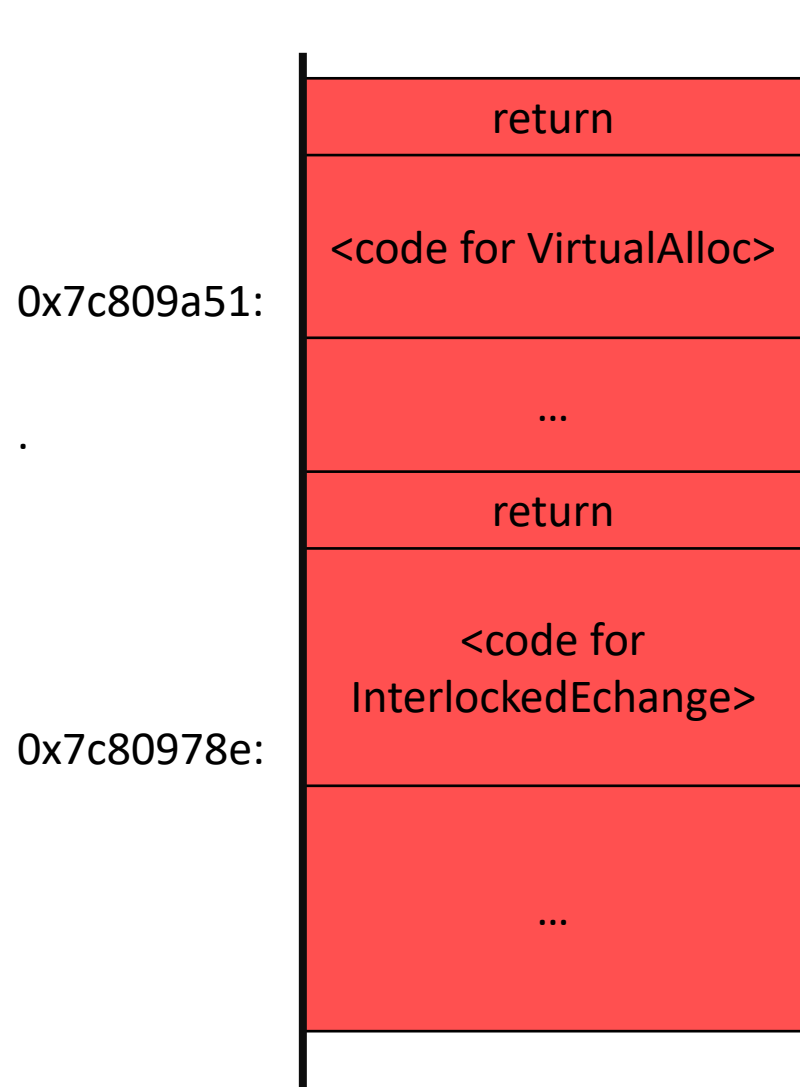 return
<code for VirtualAlloc>
0x7c809a51:
…
.
return
<code for
InterlockedEchange>
0x7c80978e:
…